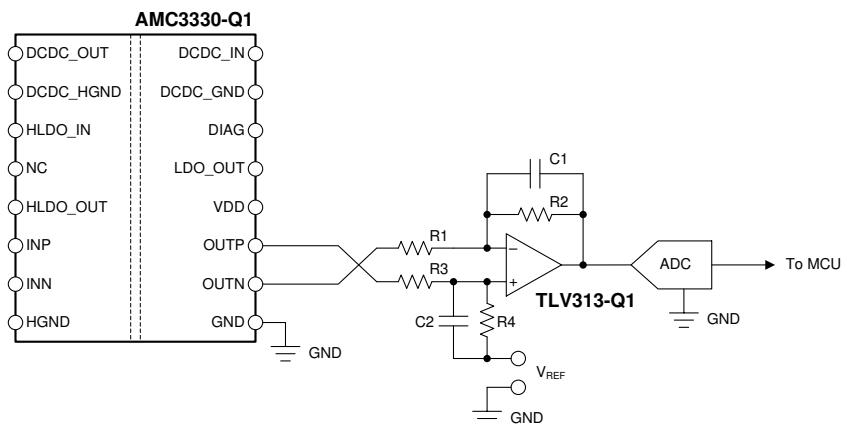 AMC3330-Q1
DCDC_OUT DCDC_IN
DCDC_HGND DCDC_GND
HLDO_IN DIAG
NC LDO_OUT
HLDO_OUT VDD
INP OUTP
INN OUTN
HGND GND
GND
R1
R3
C1
R2
−
+
TLV313-Q1
C2
R4
VREF
GND
ADC
To MCU
GND